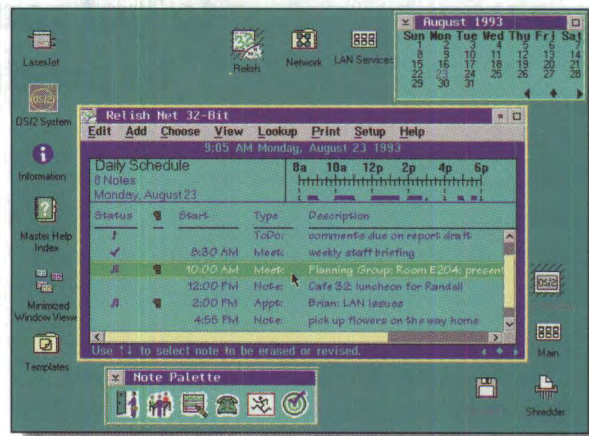 August 1993
Sun Mon Tue Wed Thu Fri Sat
1 2 3 4 5 6 7
8 9 10 11 12 13 14
15 16 17 18 19 20 21
22 23 24 25 26 27 28
29 30 31
LaserJet
Relish
Network
LAN Services
OS/2
OS/2 System
Information
Master Help
Index
Minimized
Window Viewe
Templates
Relish Net 32-Bit
Edit Add Choose View Lookup Print Setup Help
9:05 AM Monday, August 23 1993
Daily Schedule
8 Notes
Monday, August 23
8a 10a 12p 2p 4p 6p
Status ¶ Start Type Description
! ToDo: comments due on report draft
✓ 8:30 AM Meet: weekly staff briefing
♬ ¶ 10:00 AM Meet: Planning Group: Room E204: present
12:00 PM Note: Cafe 32: luncheon for Randell
♬ ¶ 2:00 PM Appt: Brian: LAN issues
4:55 PM Note: pick up flowers on the way home
Use ↑↓ to select note to be erased or revised.
Note Palette
OS/2
Main
Shredder